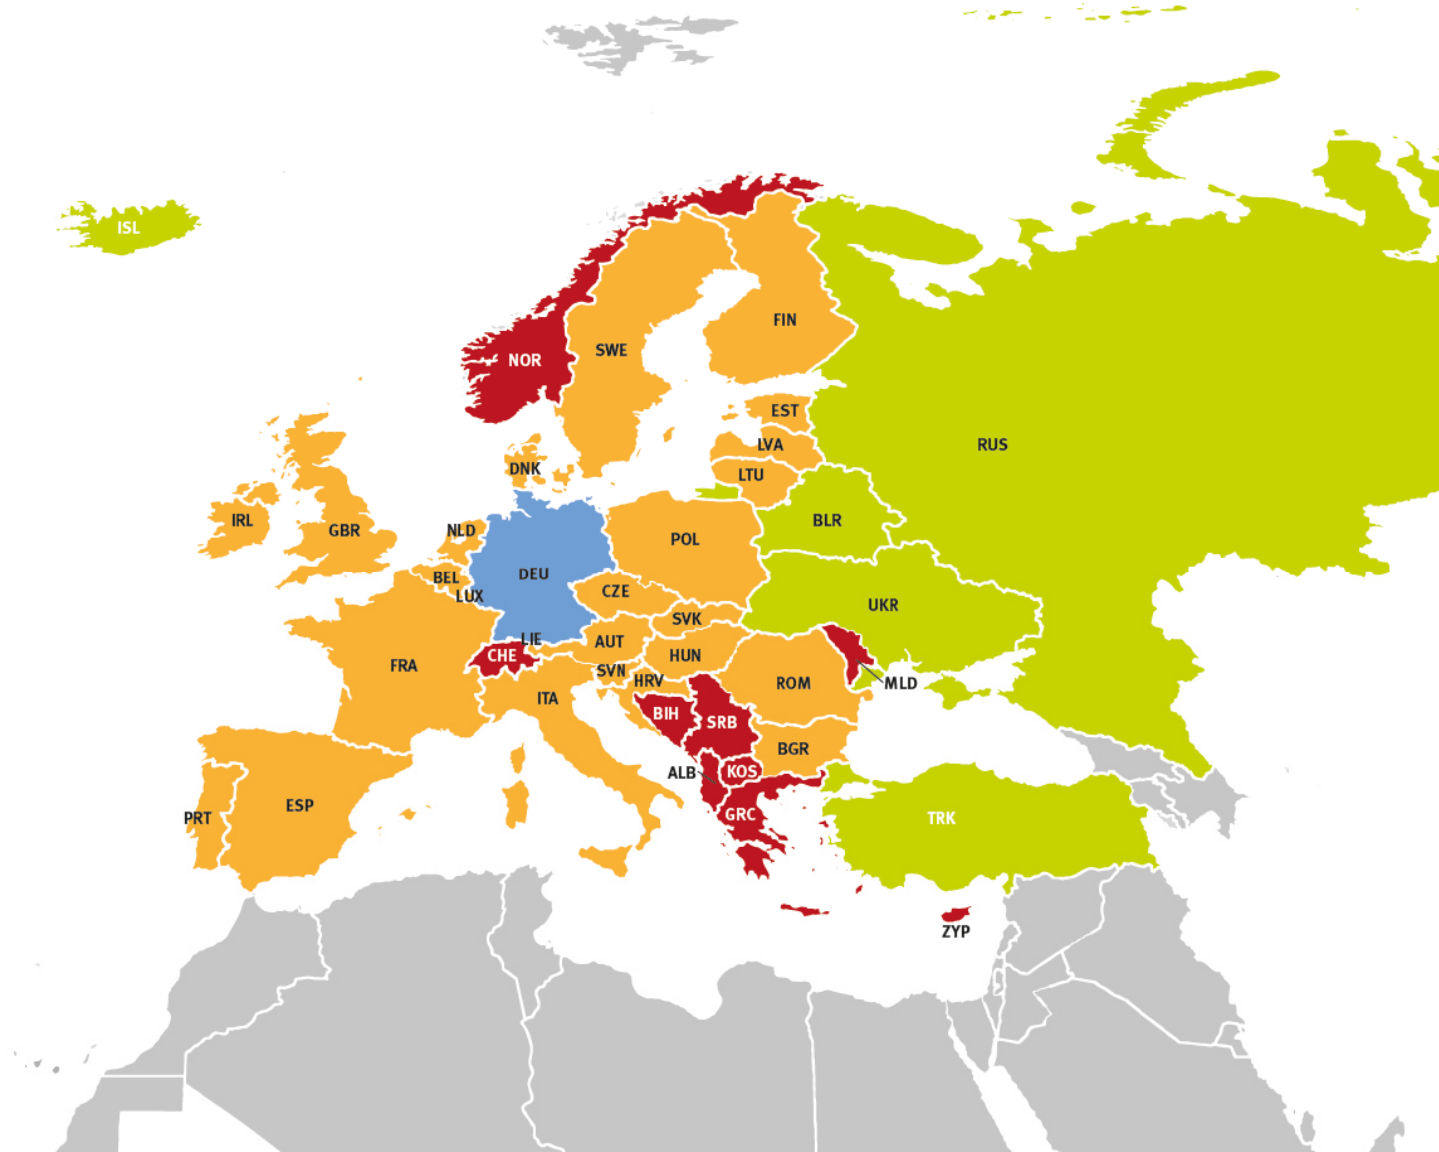 ISL
NOR
SWE
FIN
EST
RUS
LVA
DNK
LTU
IRL
GBR
NLD
POL
BLR
BEL
DEU
LUX
CZE
UKR
SVK
LIE
AUT
CHE
HUN
FRA
SVN
HRV
ROM
MLD
ITA
BIH
SRB
BGR
ALB
KOS
ESP
PRT
GRC
TRK
ZYP